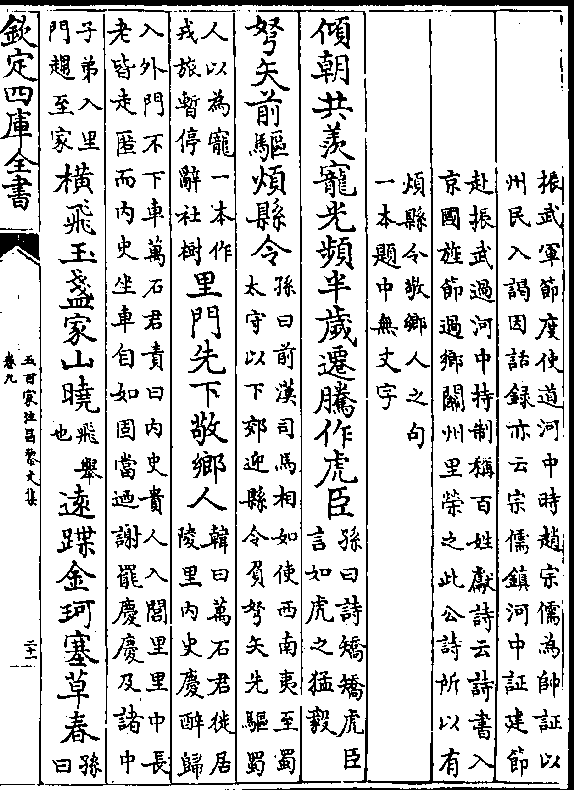 振武軍節度使道河中時趙宗儒為帥証以
州民入謁因話録亦云宗儒鎮河中証建節
赴振武過河中持制稱百姓獻詩云詩書入
京國旌節過鄉關州里榮之此公詩所以有
煩縣令敬鄉人之句
一本題中無丈字
傾朝共羡寵光頻半歲遷騰作虎臣
孫曰詩矯矯虎臣
言如虎之猛毅
弩矢前驅煩縣令
孫曰前漢司馬相如使西南夷至蜀
太守以下郊迎縣令負弩矢先驅蜀
人以為寵一本作
戎旅暫停辭社樹
里門先下敬鄉人
韓曰萬石君徙居
陵里内史慶醉歸
入外門不下車萬石君責曰内史貴人入閭里里中長
老皆走匿而内史坐車自如固當迺謝罷慶慶及諸中
子弟入里
門趨至家
橫飛玉盞家山曉
飛舉
也
遠蹀金珂塞草春
孫
曰
欽定四庫全書
五百家注昌黎文集
卷九
二十一